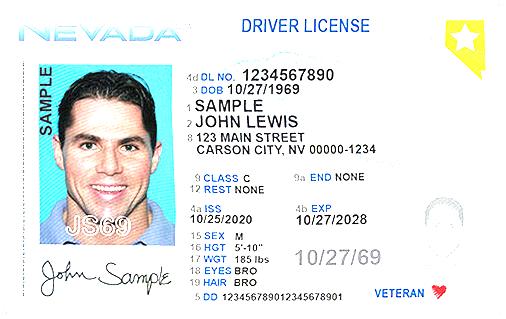 NEVADA
DRIVER LICENSE
SAMPLE
4d DL NO. 1234567890
3 DOB 10/27/1969
1 SAMPLE
2 JOHN LEWIS
8 123 MAIN STREET
CARSON CITY, NV 00000-1234
9 CLASS C 9a END NONE
12 REST NONE
4a ISS 4b EXP
10/25/2020 10/27/2028
15 SEX M
16 HGT 5'-10"
17 WGT 185 lbs
18 EYES BRO
19 HAIR BRO
5 DD 123456789012345678901
10/27/69
JS69
John Sample
VETERAN